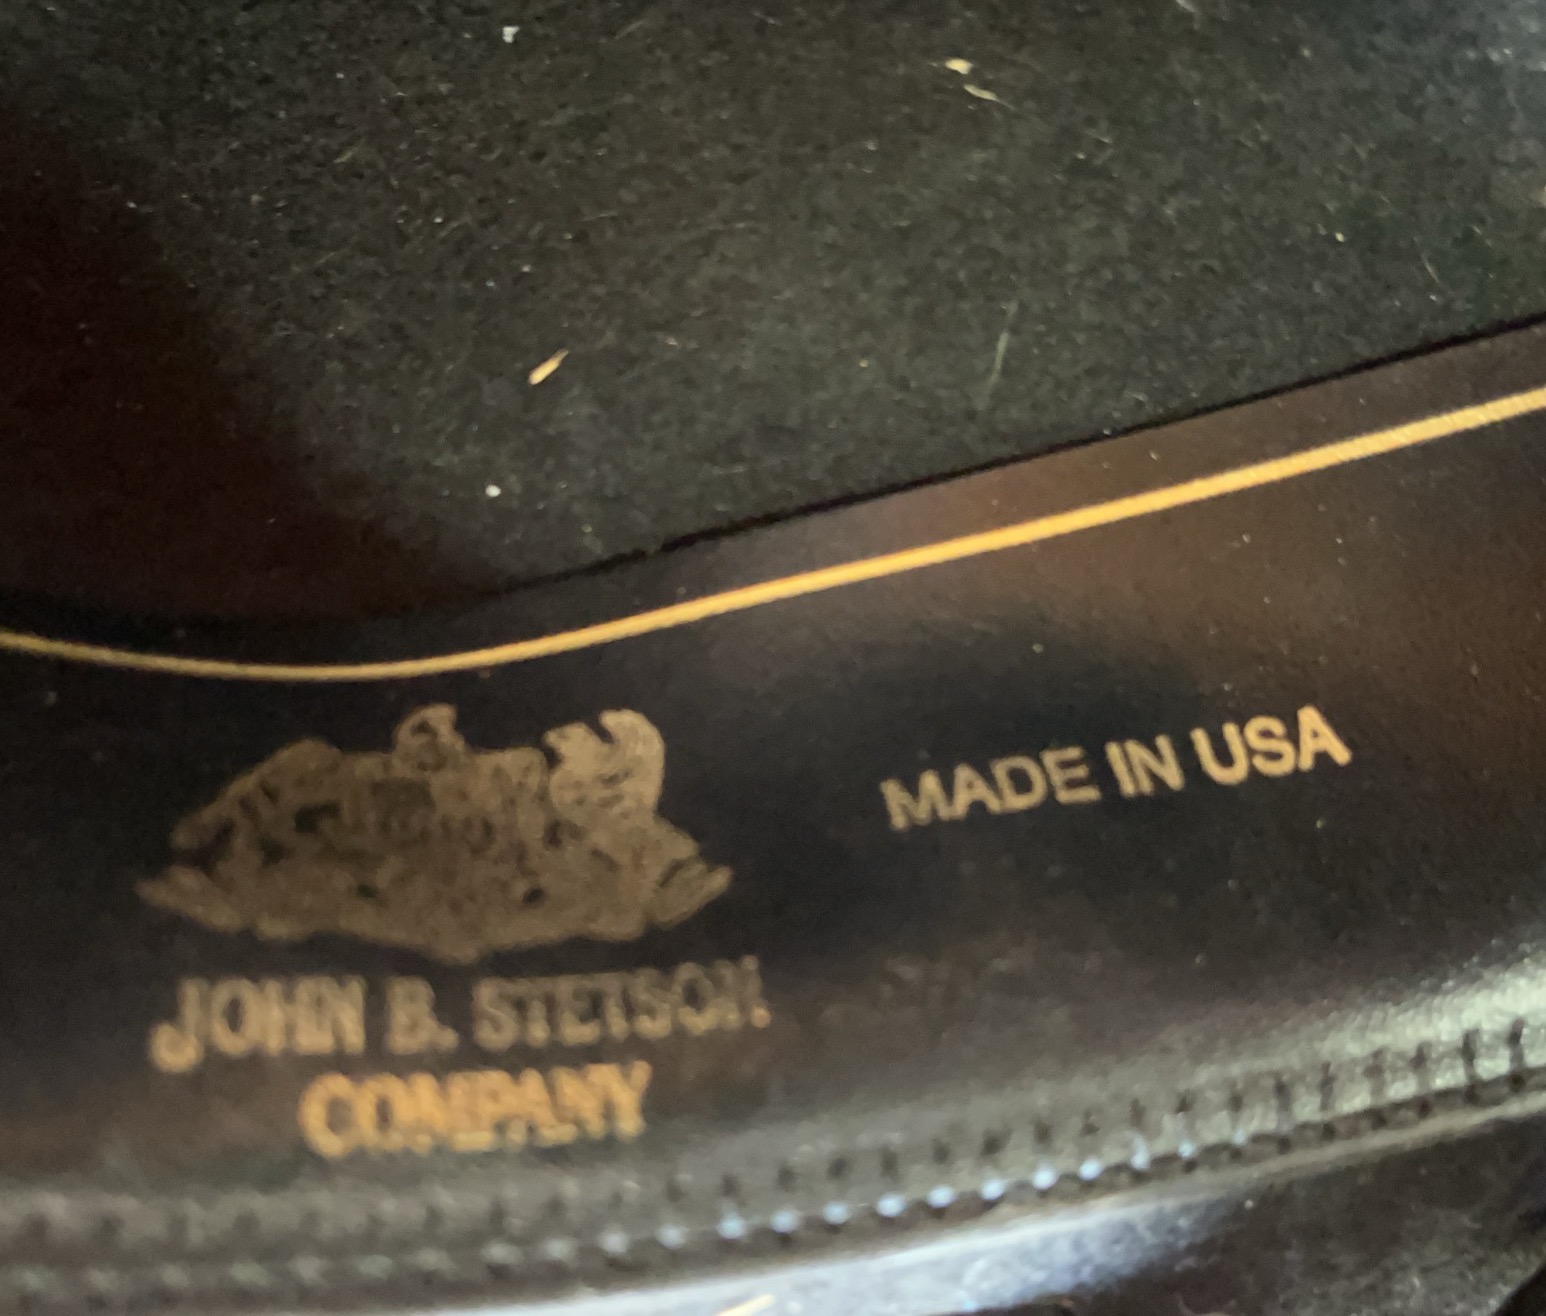 MADE IN USA
JOHN B. STETSON
COMPANY